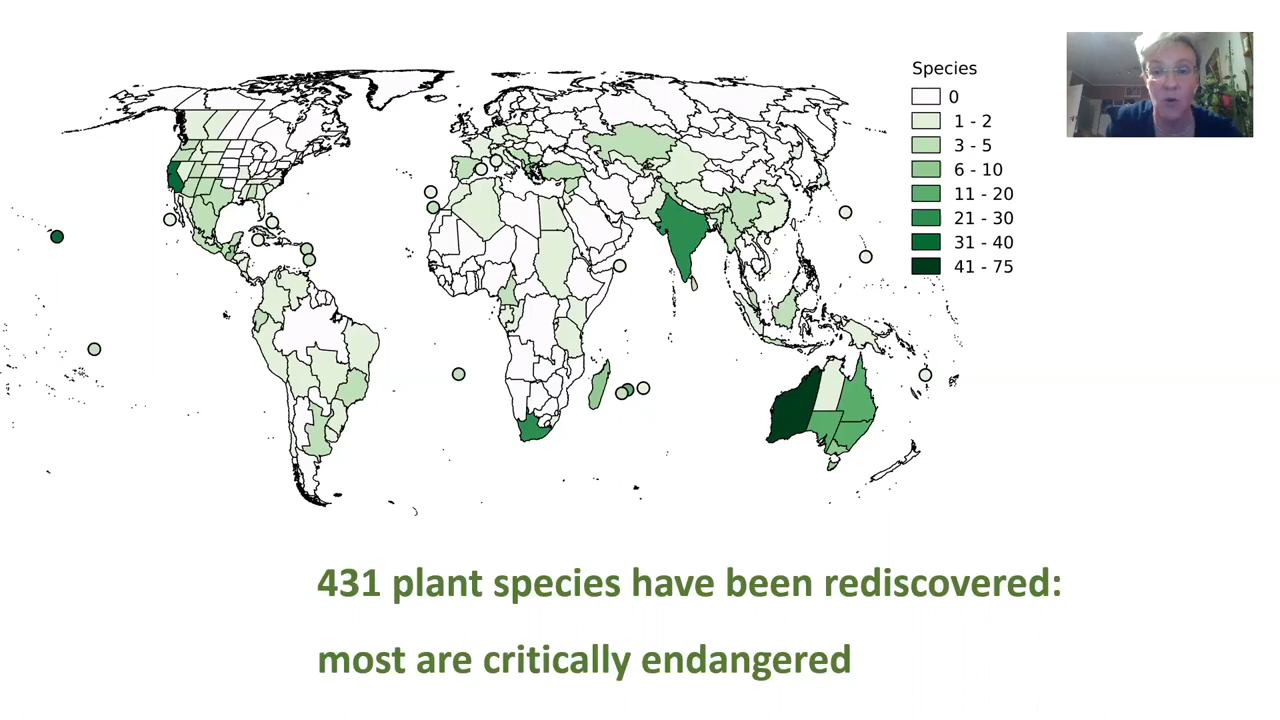 Species
0
1 - 2
3 - 5
6 - 10
11 - 20
21 - 30
31 - 40
41 - 75
431 plant species have been rediscovered:
most are critically endangered